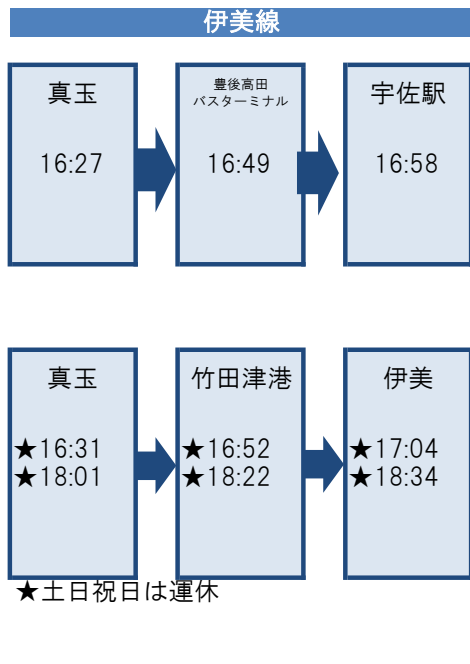 伊美線
真玉
16:27
豊後高田
バスターミナル
16:49
宇佐駅
16:58
真玉
★16:31
★18:01
竹田津港
★16:52
★18:22
伊美
★17:04
★18:34
★土日祝日は運休